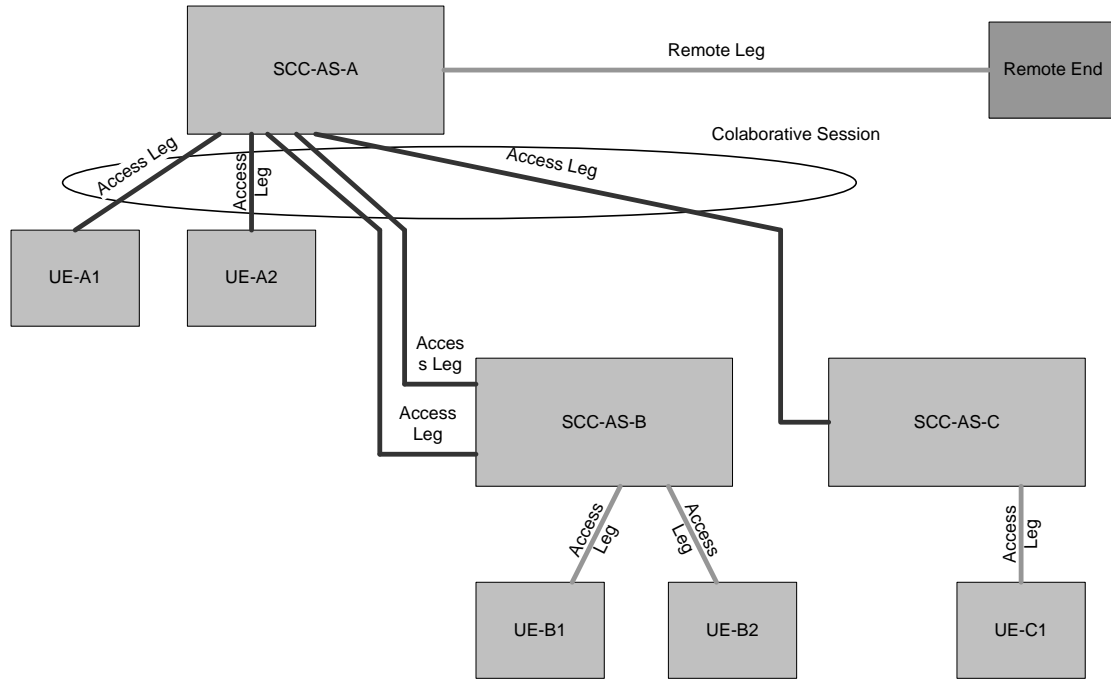 SCC-AS-A
Remote Leg
Remote End
Colaborative Session
Access Leg
Access
Leg
Access Leg
UE-A1
UE-A2
Acces
s Leg
Access
Leg
SCC-AS-B
SCC-AS-C
Access
Leg
Access
Leg
Access
Leg
UE-B1
UE-B2
UE-C1